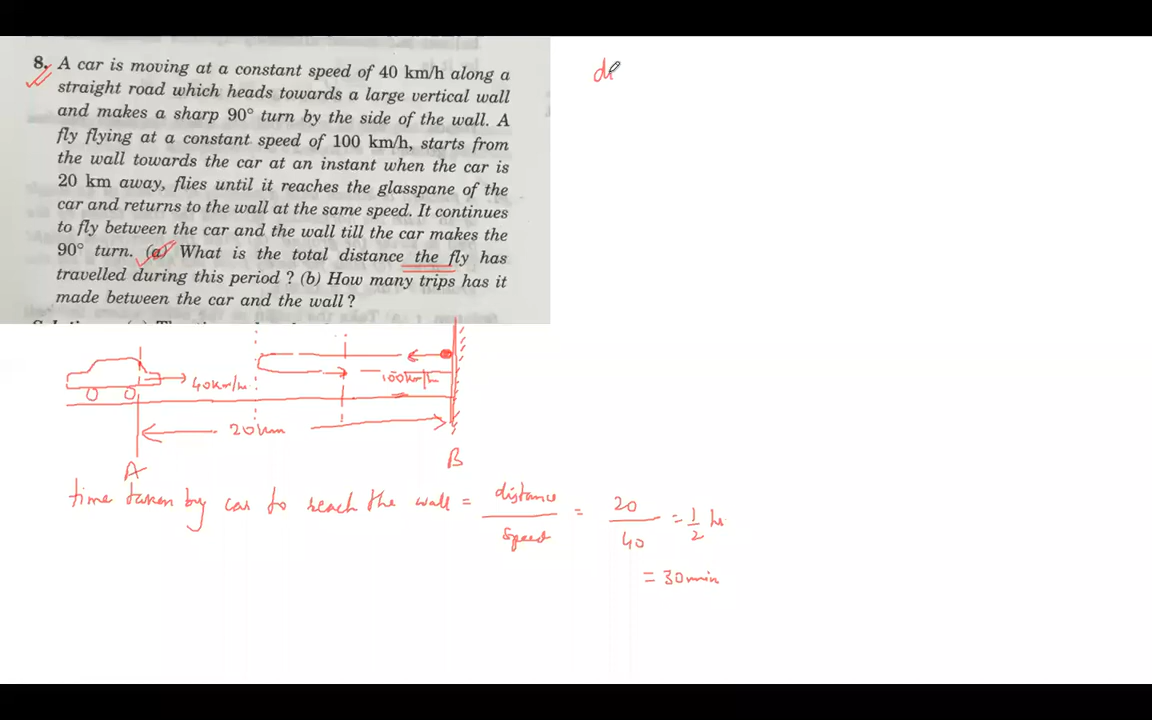 8. A car is moving at a constant speed of 40 km/h along a
straight road which heads towards a large vertical wall
and makes a sharp 90° turn by the side of the wall. A
fly flying at a constant speed of 100 km/h, starts from
the wall towards the car at an instant when the car is
20 km away, flies until it reaches the glasspane of the
car and returns to the wall at the same speed. It continues
to fly between the car and the wall till the car makes the
90° turn. (a) What is the total distance the fly has
travelled during this period ? (b) How many trips has it
made between the car and the wall ?
di
40km/hr
100km/h
20km
A
B
time taken by car to reach the wall = distance / speed = 20 / 40 = 1/2 hr
= 30min